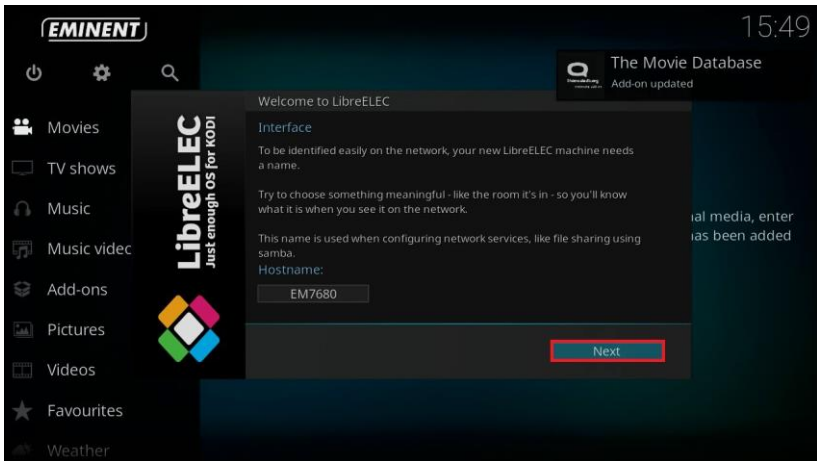 EMINENT
15:49
The Movie Database
Add-on updated
Movies
TV shows
Music
Music videc
Add-ons
Pictures
Videos
Favourites
Weather
LibreELEC
Just enough OS for KODI
Welcome to LibreELEC
Interface
To be identified easily on the network, your new LibreELEC machine needs
a name.
Try to choose something meaningful - like the room it's in - so you'll know
what it is when you see it on the network.
This name is used when configuring network services, like file sharing using
samba.
Hostname:
EM7680
Next
al media, enter
as been added